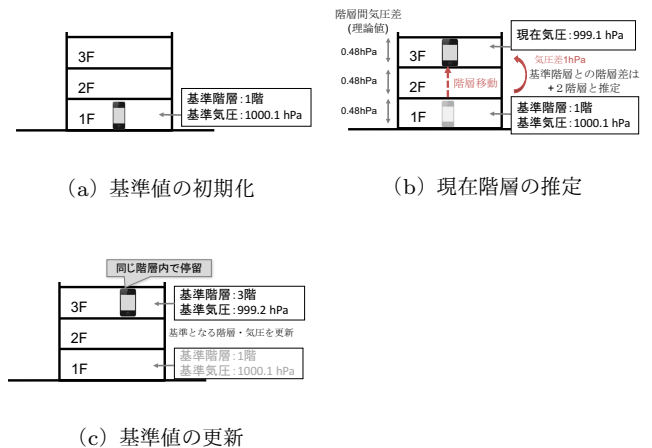 3F
2F
1F
基準階層:1階
基準気圧:1000.1 hPa
(a) 基準値の初期化
階層間気圧差
(理論値)
0.48hPa
0.48hPa
0.48hPa
3F
2F
1F
階層移動
現在気圧:999.1 hPa
気圧差1hPa
基準階層との階層差は
+2階層と推定
基準階層:1階
基準気圧:1000.1 hPa
(b) 現在階層の推定
同じ階層内で停留
3F
2F
1F
基準階層:3階
基準気圧:999.2 hPa
基準となる階層・気圧を更新
基準階層:1階
基準気圧:1000.1 hPa
(c) 基準値の更新